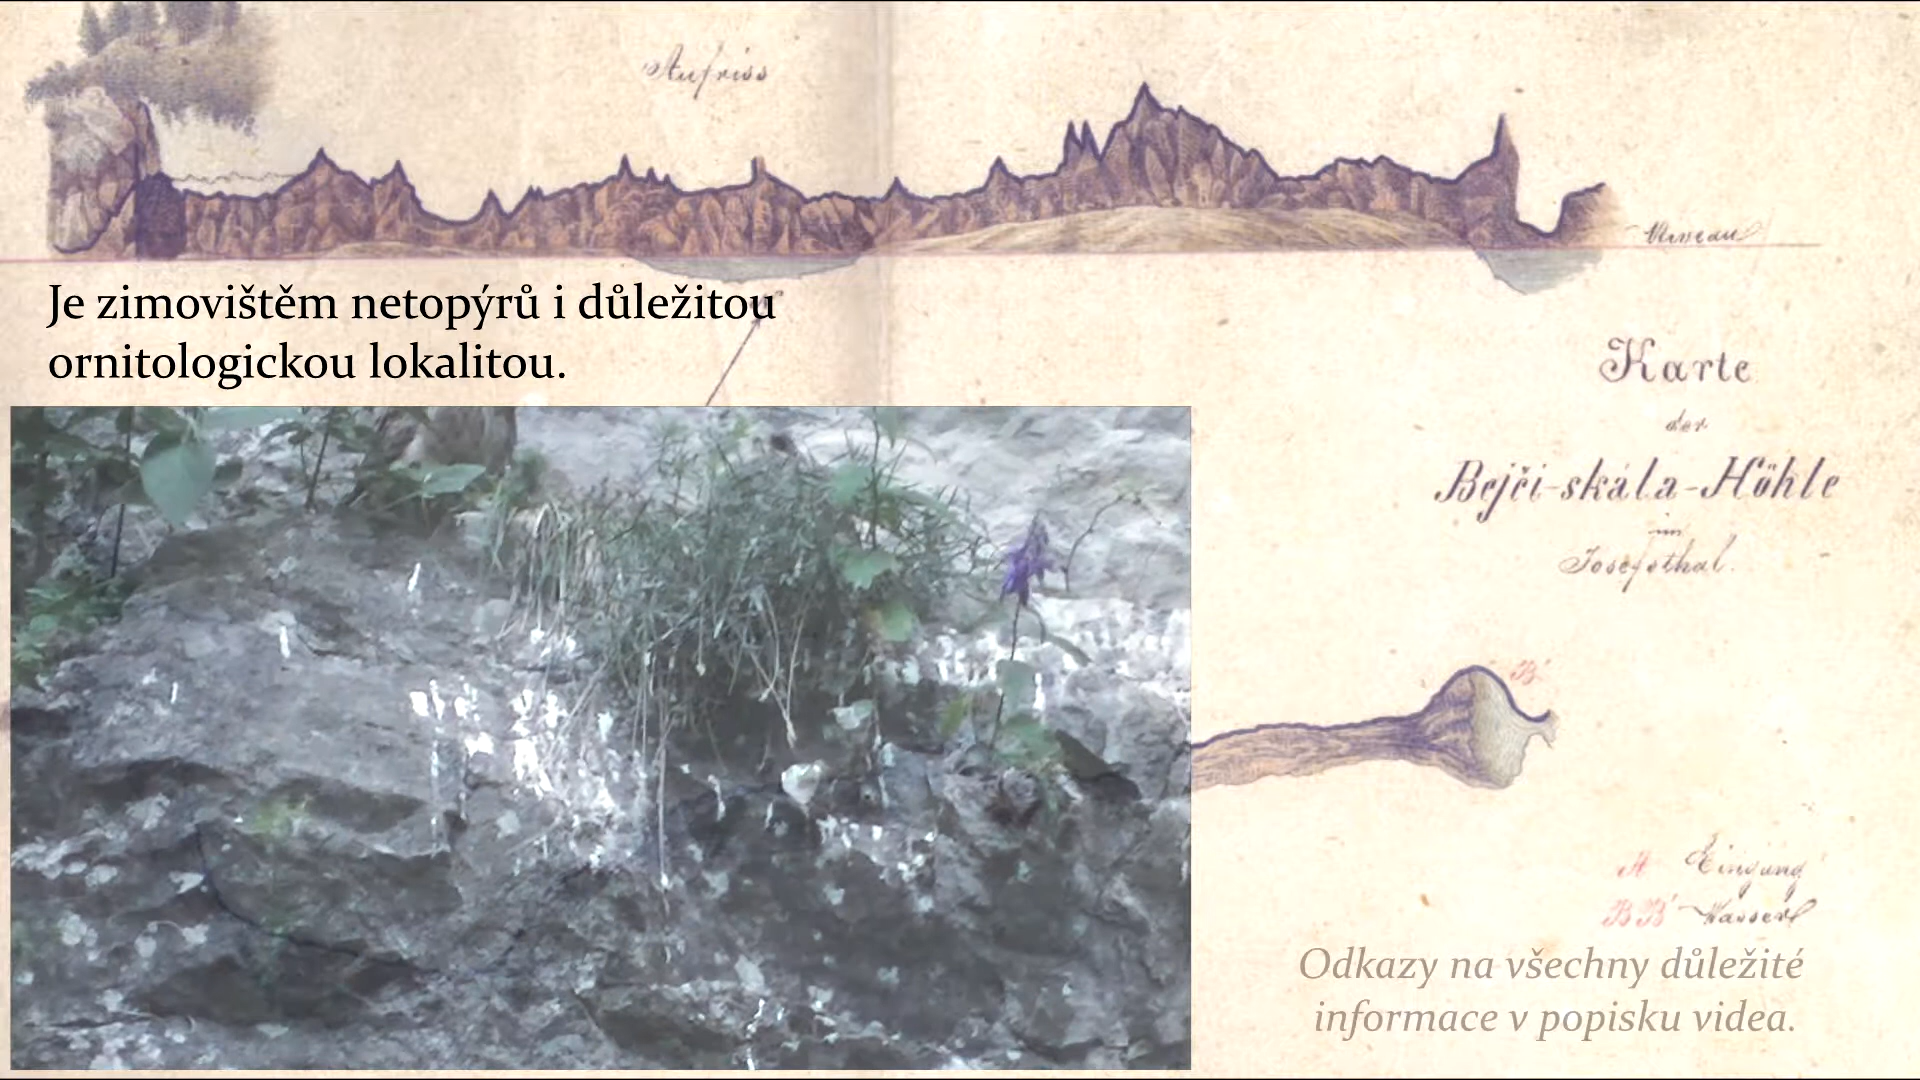 Aufriss
Niveau
Je zimovištěm netopýrů i důležitou
ornitologickou lokalitou.
Karte
der
Bejči-skála-Höhle
im
Josefsthal.
B'
A Eingang
B B' Wasser
Odkazy na všechny důležité
informace v popisku videa.